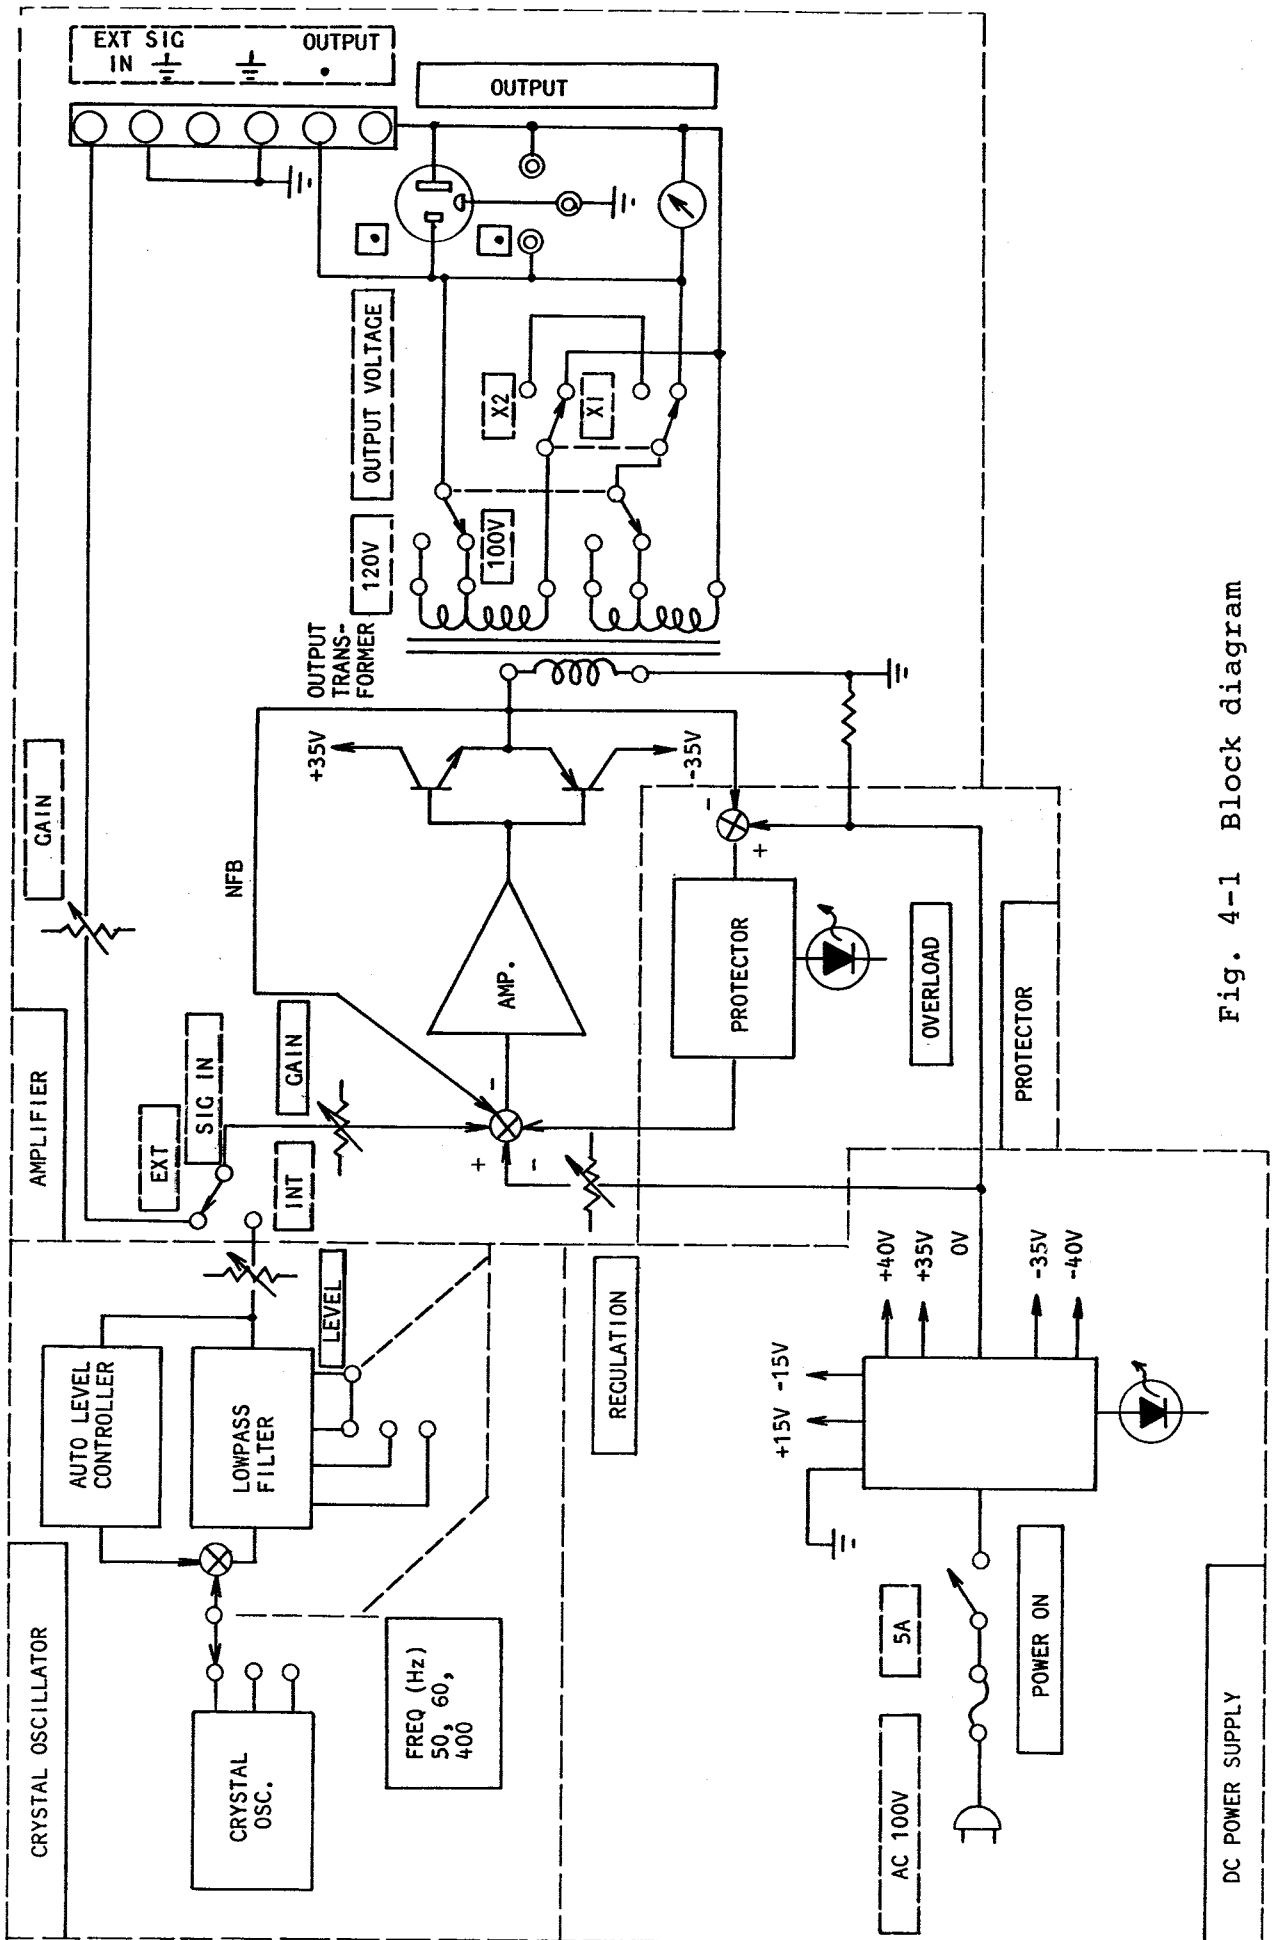 EXT SIG
IN
OUTPUT
OUTPUT
GAIN
OUTPUT VOLTAGE
120V
100V
X2
X1
OUTPUT
TRANS-
FORMER
+35V
-35V
NFB
AMP.
-
+
-
-
+
AMPLIFIER
EXT
SIG IN
INT
GAIN
PROTECTOR
OVERLOAD
PROTECTOR
CRYSTAL OSCILLATOR
AUTO LEVEL
CONTROLLER
LOWPASS
FILTER
LEVEL
CRYSTAL
OSC.
FREQ (Hz)
50, 60,
400
REGULATION
+15V
-15V
+40V
+35V
0V
-35V
-40V
AC 100V
5A
POWER ON
DC POWER SUPPLY
Fig. 4-1 Block diagram